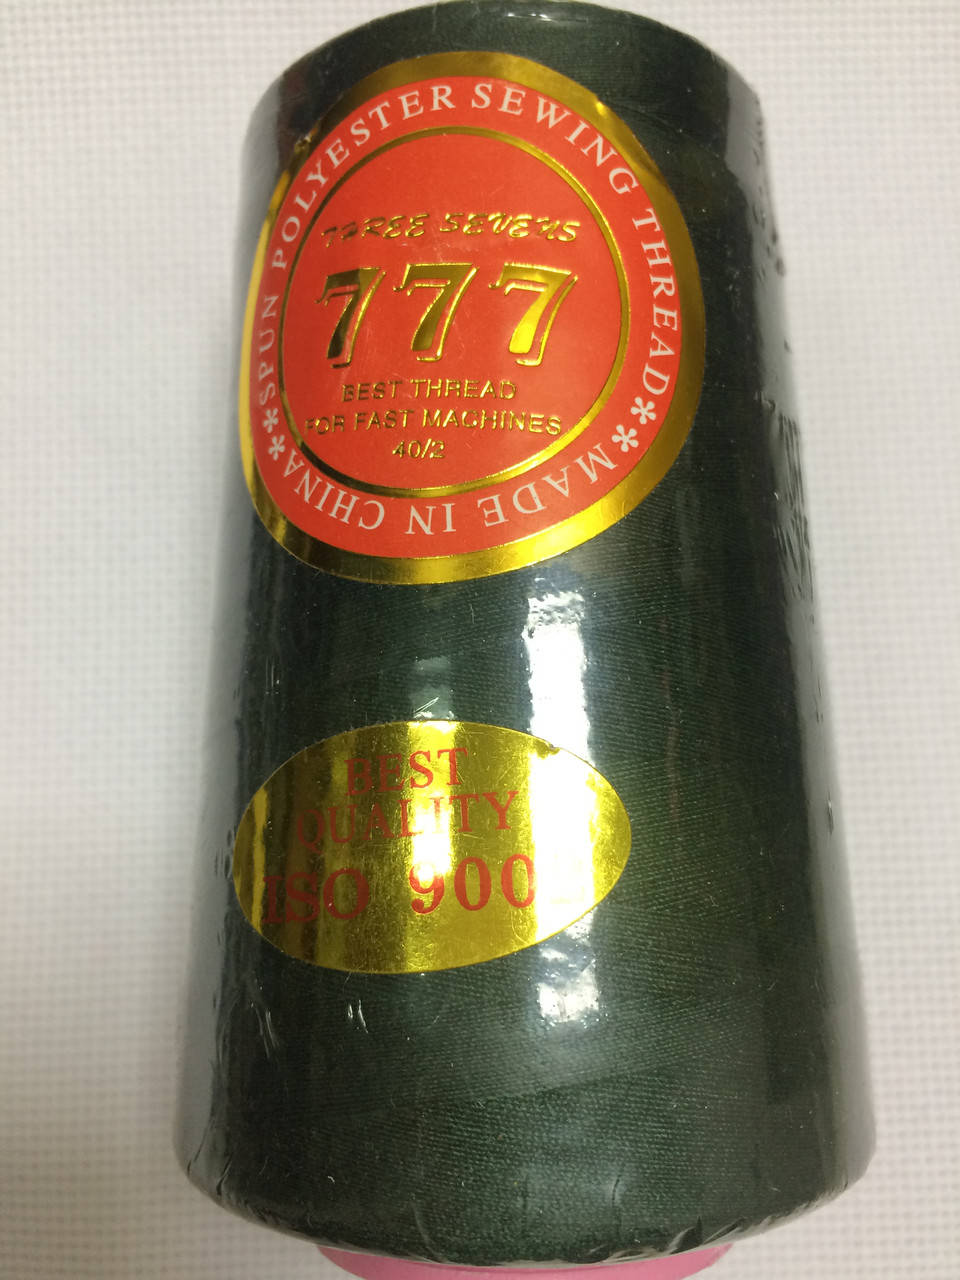 SPUN POLYESTER SEWING THREAD
THREE SEVENS
777
BEST THREAD
FOR FAST MACHINES
40/2
**MADE IN CHINA**
BEST
QUALITY
ISO